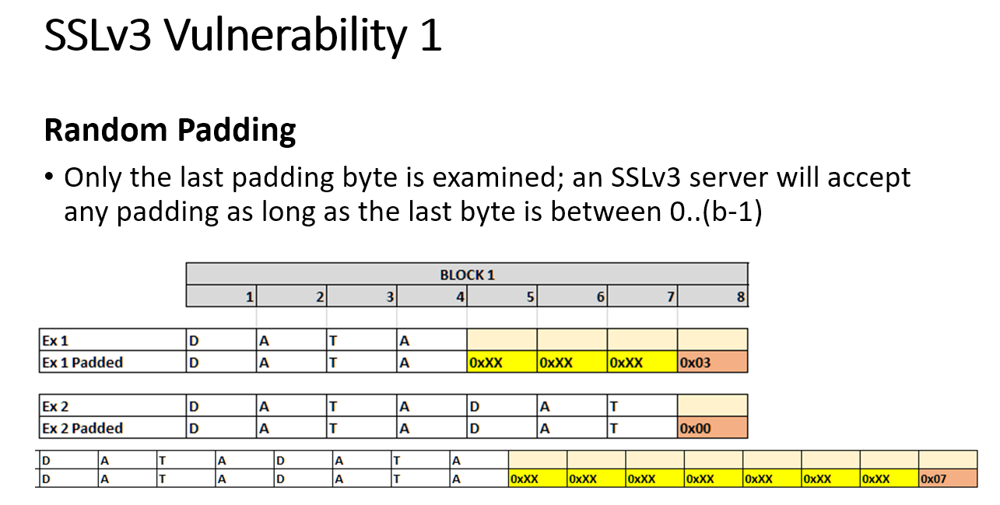 SSLv3 Vulnerability 1
Random Padding
• Only the last padding byte is examined; an SSLv3 server will accept
any padding as long as the last byte is between 0..(b-1)
BLOCK 1
1 2 3 4 5 6 7 8
Ex 1 D A T A
Ex 1 Padded D A T A 0xXX 0xXX 0xXX 0x03
Ex 2 D A T A D A T
Ex 2 Padded D A T A D A T 0x00
D A T A D A T A
D A T A D A T A 0xXX 0xXX 0xXX 0xXX 0xXX 0xXX 0xXX 0x07